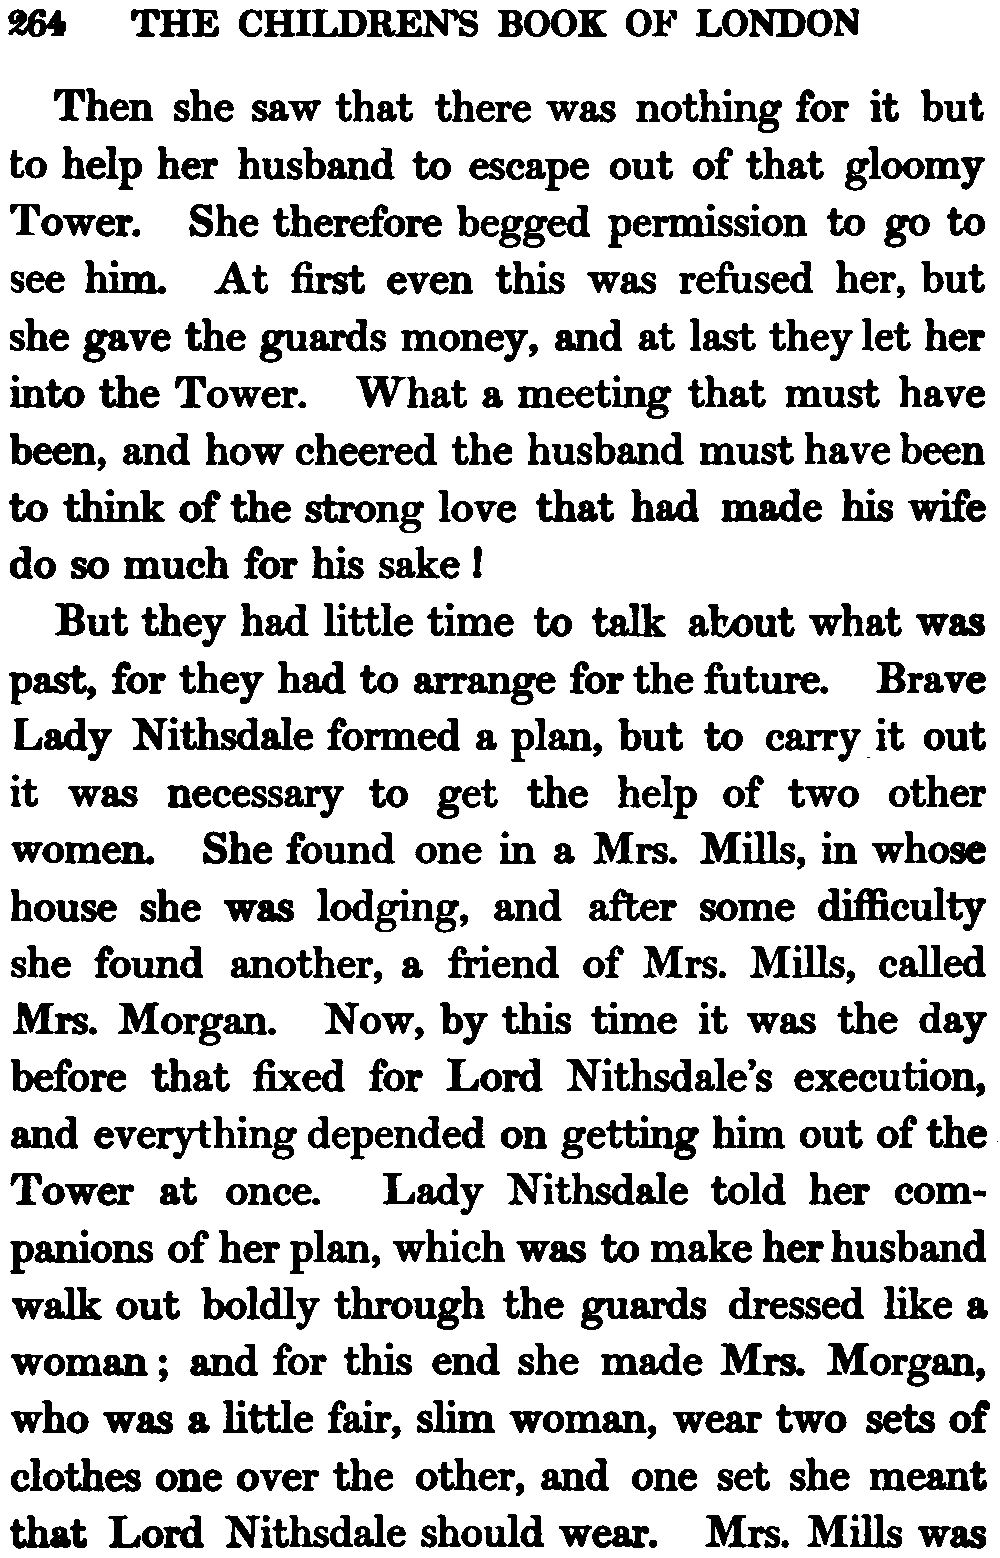 264 THE CHILDREN'S BOOK OF LONDON
Then she saw that there was nothing for it but
to help her husband to escape out of that gloomy
Tower. She therefore begged permission to go to
see him. At first even this was refused her, but
she gave the guards money, and at last they let her
into the Tower. What a meeting that must have
been, and how cheered the husband must have been
to think of the strong love that had made his wife
do so much for his sake!
But they had little time to talk about what was
past, for they had to arrange for the future. Brave
Lady Nithsdale formed a plan, but to carry it out
it was necessary to get the help of two other
women. She found one in a Mrs. Mills, in whose
house she was lodging, and after some difficulty
she found another, a friend of Mrs. Mills, called
Mrs. Morgan. Now, by this time it was the day
before that fixed for Lord Nithsdale's execution,
and everything depended on getting him out of the
Tower at once. Lady Nithsdale told her com-
panions of her plan, which was to make her husband
walk out boldly through the guards dressed like a
woman; and for this end she made Mrs. Morgan,
who was a little fair, slim woman, wear two sets of
clothes one over the other, and one set she meant
that Lord Nithsdale should wear. Mrs. Mills was